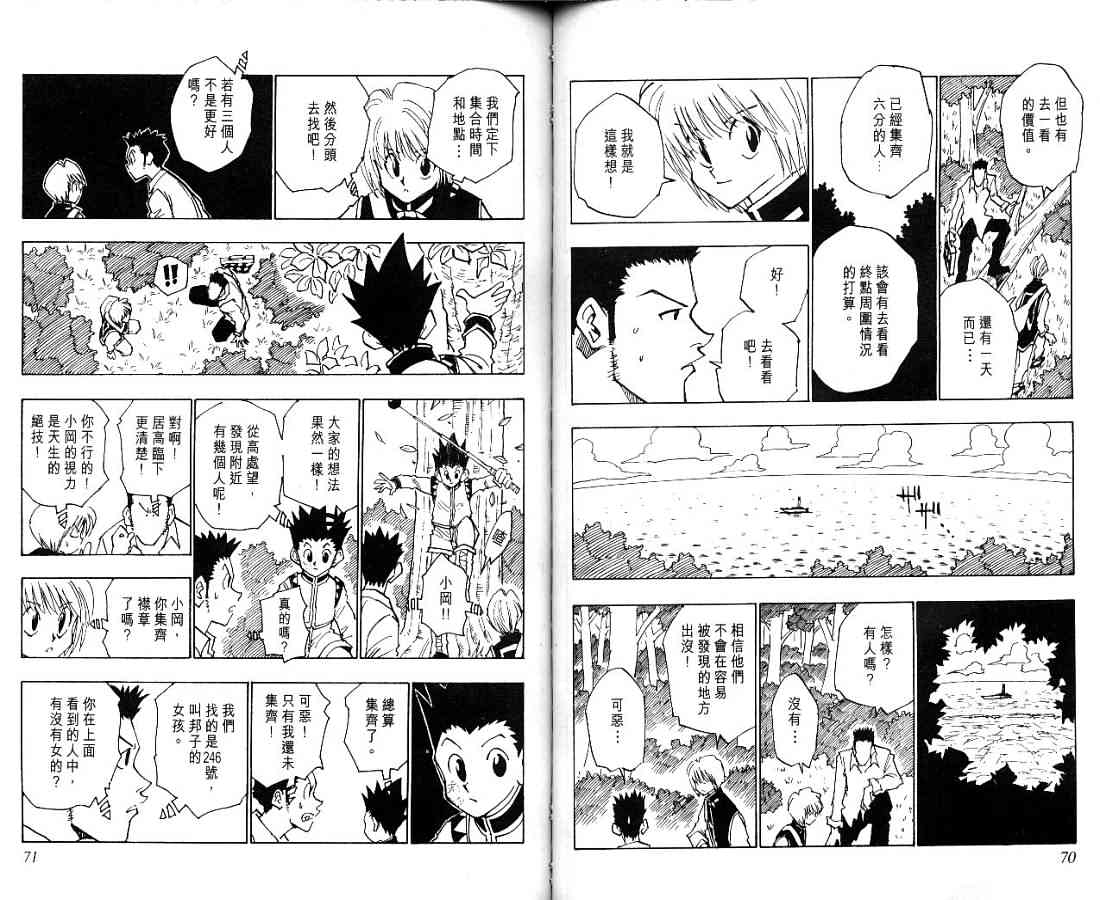 但也有
去一看
的價值。
還有一天
而已…
已經集齊
六分的人…
該會有去看看
終點周圍情況
的打算。
我就是
這樣想！
好！
去看看
吧！
怎樣？
有人嗎？
沒有…
相信他們
不會在容易
被發現的地方
出沒！
可惡…
70
我們定下
集合時間
和地點…
然後分頭
去找吧！
若有三個人
不是更好
嗎？
!!
小岡!!
大家的想法
果然一樣！
從高處望，
發現附近
有幾個人呢！
真的嗎？
對啊！
居高臨下
更清楚！
你不行的！
小岡的視力
是天生的
絕技！
小岡，
你集齊
襟章
了嗎？
總算
集齊了。
可惡！
只有我還未
集齊！
我們
找的是246號，
叫邦子的
女孩。
你在上面
看到的人中，
有沒有女的？
71